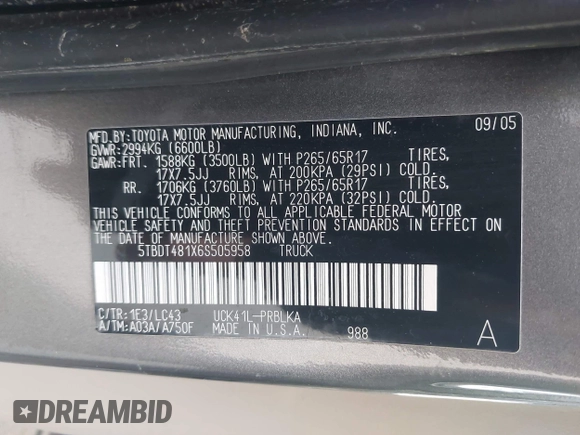 MFD.BY:TOYOTA MOTOR MANUFACTURING, INDIANA, INC. 09/05
GVWR:2994KG (6600LB)
GAWR:FRT. 1588KG (3500LB) WITH P265/65R17 TIRES,
17X7.5JJ RIMS, AT 200KPA (29PSI) COLD.
RR. 1706KG (3760LB) WITH P265/65R17 TIRES,
17X7.5JJ RIMS, AT 220KPA (32PSI) COLD.
THIS VEHICLE CONFORMS TO ALL APPLICABLE FEDERAL MOTOR
VEHICLE SAFETY AND THEFT PREVENTION STANDARDS IN EFFECT ON
THE DATE OF MANUFACTURE SHOWN ABOVE.
5TBDT481X6S505958 TRUCK
C/TR:1E3/LC43 UCK41L-PRBLKA
A/TM:A03A/A750F MADE IN U.S.A. 988 A
DREAMBID